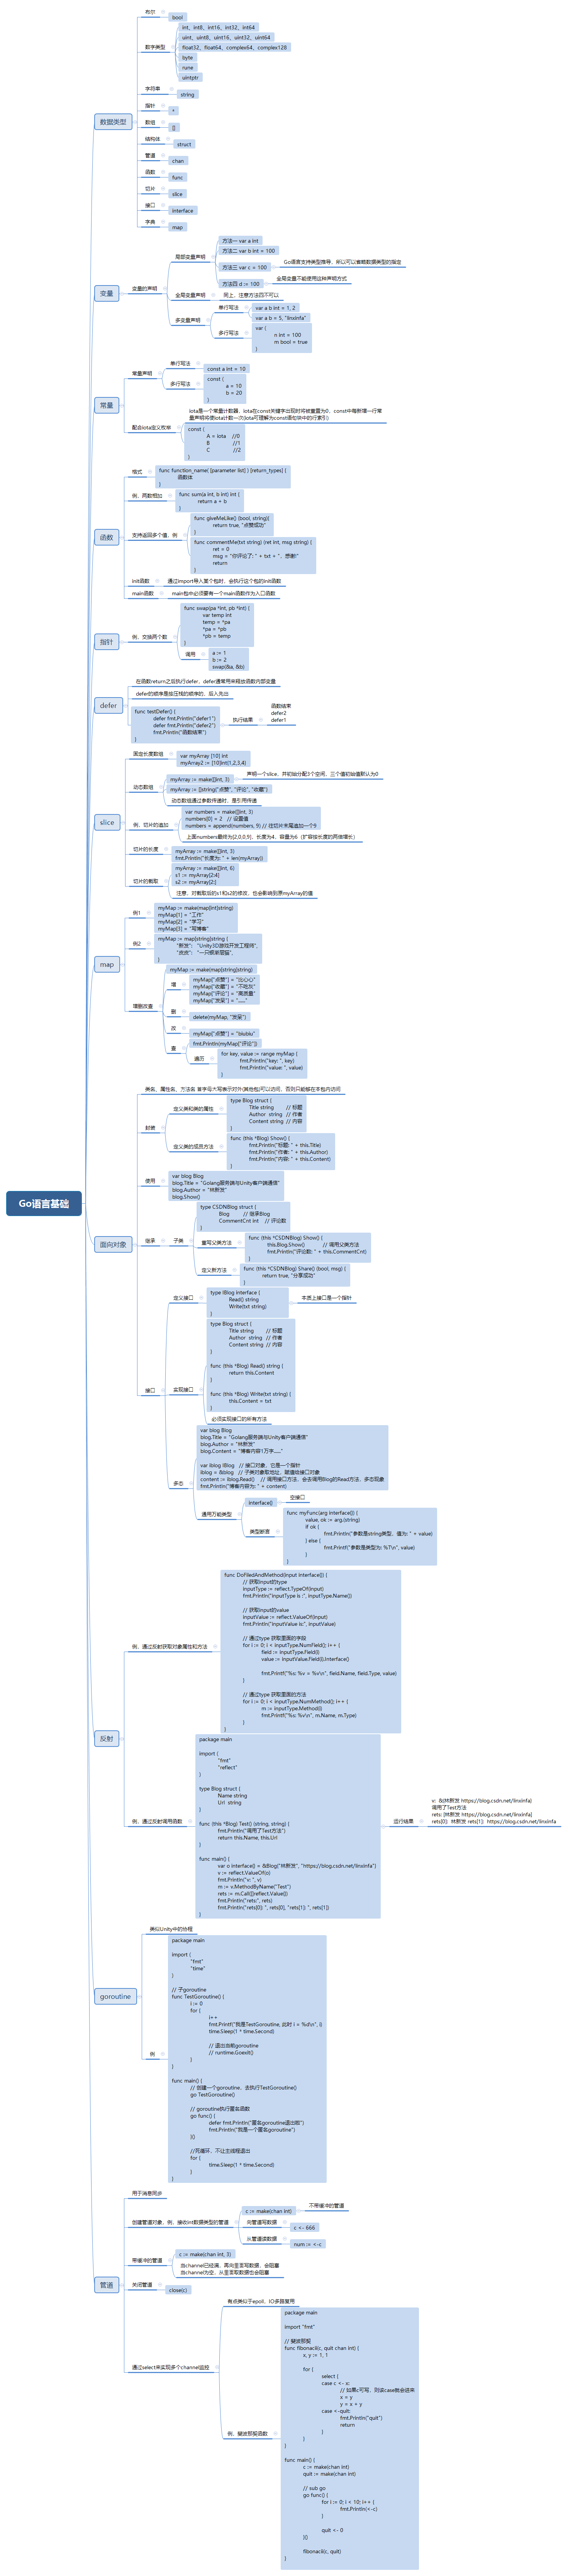 Go语言基础
数据类型
布尔
bool
数字类型
int、int8、int16、int32、int64
uint、uint8、uint16、uint32、uint64
float32、float64、complex64、complex128
byte
rune
uintptr
字符串
string
指针
*
数组
[]
结构体
struct
管道
chan
函数
func
切片
slice
接口
interface
字典
map
变量
变量的声明
局部变量声明
方法一 var a int
方法二 var b int = 100
方法三 var c = 100
Go语言支持类型推导，所以可以省略数据类型的指定
方法四 d := 100
全局变量不能使用这种声明方式
全局变量声明
同上，注意方法四不可以
多变量声明
单行写法
var a b int = 1, 2
var a b = 5, "linxinfa"
多行写法
var (
n int = 100
m bool = true
)
常量
常量声明
单行写法
const a int = 10
多行写法
const (
a = 10
b = 20
)
配合iota定义枚举
iota是一个常量计数器，iota在const关键字出现时将被重置为0，const中每新增一行常
量声明将使iota计数一次(iota可理解为const语句块中的行索引)
const (
A = iota //0
B //1
C //2
)
函数
格式
func function_name( [parameter list] ) [return_types] {
函数体
}
例，两数相加
func sum(a int, b int) int {
return a + b
}
支持返回多个值，例
func giveMeLike() (bool, string){
return true, "点赞成功"
}
func commentMe(txt string) (ret int, msg string) {
ret = 0
msg = "你评论了: " + txt + "，感谢!"
return
}
init函数
通过import导入某个包时，会执行这个包的init函数
main函数
main包中必须要有一个main函数作为入口函数
指针
例，交换两个数
func swap(pa *int, pb *int) {
var temp int
temp = *pa
*pa = *pb
*pb = temp
}
调用
a := 1
b := 2
swap(&a, &b)
defer
在函数return之后执行defer，defer通常用来释放函数内部变量
defer的顺序是按压栈的顺序的，后入先出
func testDefer() {
defer fmt.Println("defer1")
defer fmt.Println("defer2")
fmt.Println("函数结束")
}
执行结果
函数结束
defer2
defer1
slice
固定长度数组
var myArray [10] int
myArray2 := [10]int{1,2,3,4}
动态数组
myArray := make([]int, 3)
声明一个slice，并初始分配3个空间，三个值初始值默认为0
myArray := []string{"点赞", "评论", "收藏"}
动态数组通过参数传递时，是引用传递
例，切片的追加
var numbers = make([]int, 3)
numbers[0] = 2 // 设置值
numbers = append(numbers, 9) // 往切片末尾追加一个9
上面numbers最终为[2,0,0,9]，长度为4，容量为6（扩容按长度的两倍增长）
切片的长度
myArray := make([]int, 3)
fmt.Println("长度为: " + len(myArray))
切片的截取
myArray := make([]int, 6)
s1 := myArray[2:4]
s2 := myArray[2:]
注意，对截取后的s1和s2的修改，也会影响到原myArray的值
map
例1
myMap := make(map[int]string)
myMap[1] = "工作"
myMap[2] = "学习"
myMap[3] = "写博客"
例2
myMap := map[string]string {
"新发": "Unity3D游戏开发工程师",
"皮皮": "一只很单萌猫",
}
增删改查
myMap := make(map[string]string)
增
myMap["点赞"] = "比心心"
myMap["收藏"] = "不吃灰"
myMap["评论"] = "高质量"
myMap["发呆"] = "......"
删
delete(myMap, "发呆")
改
myMap["点赞"] = "biubiu"
查
fmt.Println(myMap["评论"])
遍历
for key, value := range myMap {
fmt.Println("key: ", key)
fmt.Println("value: ", value)
}
面向对象
类名、属性名、方法名 首字母大写表示对外(其他包)可以访问，否则只能够在本包内访问
封装
定义类和类的属性
type Blog struct {
Title string // 标题
Author string // 作者
Content string // 内容
}
定义类的成员方法
func (this *Blog) Show() {
fmt.Println("标题: " + this.Title)
fmt.Println("作者: " + this.Author)
fmt.Println("内容: " + this.Content)
}
使用
var blog Blog
blog.Title = "Golang服务端与Unity客户端通信"
blog.Author = "林新发"
blog.Show()
继承
子类
type CSDNBlog struct {
Blog // 继承Blog
CommentCnt int // 评论数
}
重写父类方法
func (this *CSDNBlog) Show() {
this.Blog.Show() // 调用父类方法
fmt.Println("评论数: " + this.CommentCnt)
}
定义新方法
func (this *CSDNBlog) Share() (bool, msg) {
return true, "分享成功"
}
接口
定义接口
type IBlog interface {
Read() string
Write(txt string)
}
本质上接口是一个指针
实现接口
type Blog struct {
Title string // 标题
Author string // 作者
Content string // 内容
}
func (this *Blog) Read() string {
return this.Content
}
func (this *Blog) Write(txt string) {
this.Content = txt
}
必须实现接口的所有方法
多态
var blog Blog
blog.Title = "Golang服务端与Unity客户端通信"
blog.Author = "林新发"
blog.Content = "博客内容1万字......"
var iblog IBlog // 接口对象，它是一个指针
iblog = &blog // 子类对象取地址，赋值给接口对象
content := iblog.Read() // 调用接口方法，会去调用Blog的Read方法，多态现象
fmt.Println("博客内容为: " + content)
通用万能类型
interface{}
空接口
类型断言
func myFunc(arg interface{}) {
value, ok := arg.(string)
if ok {
fmt.Println("参数是string类型，值为: " + value)
} else {
fmt.Printf("参数是类型为: %T\n", value)
}
}
反射
例，通过反射获取对象属性和方法
func DoFiledAndMethod(input interface{}) {
// 获取input的type
inputType := reflect.TypeOf(input)
fmt.Println("inputType is :", inputType.Name())
// 获取input的value
inputValue := reflect.ValueOf(input)
fmt.Println("inputValue is:", inputValue)
// 通过type 获取里面的字段
for i := 0; i < inputType.NumField(); i++ {
field := inputType.Field(i)
value := inputValue.Field(i).Interface()
fmt.Printf("%s: %v = %v\n", field.Name, field.Type, value)
}
// 通过type 获取里面的方法
for i := 0; i < inputType.NumMethod(); i++ {
m := inputType.Method(i)
fmt.Printf("%s: %v\n", m.Name, m.Type)
}
}
例，通过反射调用函数
package main
import (
"fmt"
"reflect"
)
type Blog struct {
Name string
Url string
}
func (this *Blog) Test() (string, string) {
fmt.Println("调用了Test方法")
return this.Name, this.Url
}
func main() {
var o interface{} = &Blog{"林新发", "https://blog.csdn.net/linxinfa"}
v := reflect.ValueOf(o)
fmt.Println("v: ", v)
m := v.MethodByName("Test")
rets := m.Call([]reflect.Value{})
fmt.Println("rets:", rets)
fmt.Println("rets[0]: ", rets[0], "rets[1]: ", rets[1])
}
运行结果
v: &{林新发 https://blog.csdn.net/linxinfa}
调用了Test方法
rets: [林新发 https://blog.csdn.net/linxinfa]
rets[0]: 林新发 rets[1]: https://blog.csdn.net/linxinfa
goroutine
类似Unity中的协程
例
package main
import (
"fmt"
"time"
)
// 子goroutine
func TestGoroutine() {
i := 0
for {
i++
fmt.Printf("我是TestGoroutine, 此时 i = %d\n", i)
time.Sleep(1 * time.Second)
// 退出当前goroutine
// runtime.Goexit()
}
}
func main() {
// 创建一个goroutine，去执行TestGoroutine()
go TestGoroutine()
// goroutine执行匿名函数
go func() {
defer fmt.Println("匿名goroutine退出啦")
fmt.Println("我是一个匿名goroutine")
}()
//死循环，不让主线程退出
for {
time.Sleep(1 * time.Second)
}
}
管道
用于消息同步
创建管道对象，例，接收int数据类型的管道
c := make(chan int)
不带缓冲的管道
向管道写数据
c <- 666
从管道读数据
num := <-c
带缓冲的管道
c := make(chan int, 3)
当channel已经满，再向里面写数据，会阻塞
当channel为空，从里面取数据也会阻塞
关闭管道
close(c)
通过select来实现多个channel监控
有点类似于epoll，IO多路复用
例，斐波那契函数
package main
import "fmt"
// 斐波那契
func fibonacii(c, quit chan int) {
x, y := 1, 1
for {
select {
case c <- x:
// 如果c可写，则该case就会进来
x = y
y = x + y
case <-quit:
fmt.Println("quit")
return
}
}
}
func main() {
c := make(chan int)
quit := make(chan int)
// sub go
go func() {
for i := 0; i < 10; i++ {
fmt.Println(<-c)
}
quit <- 0
}()
fibonacii(c, quit)
}